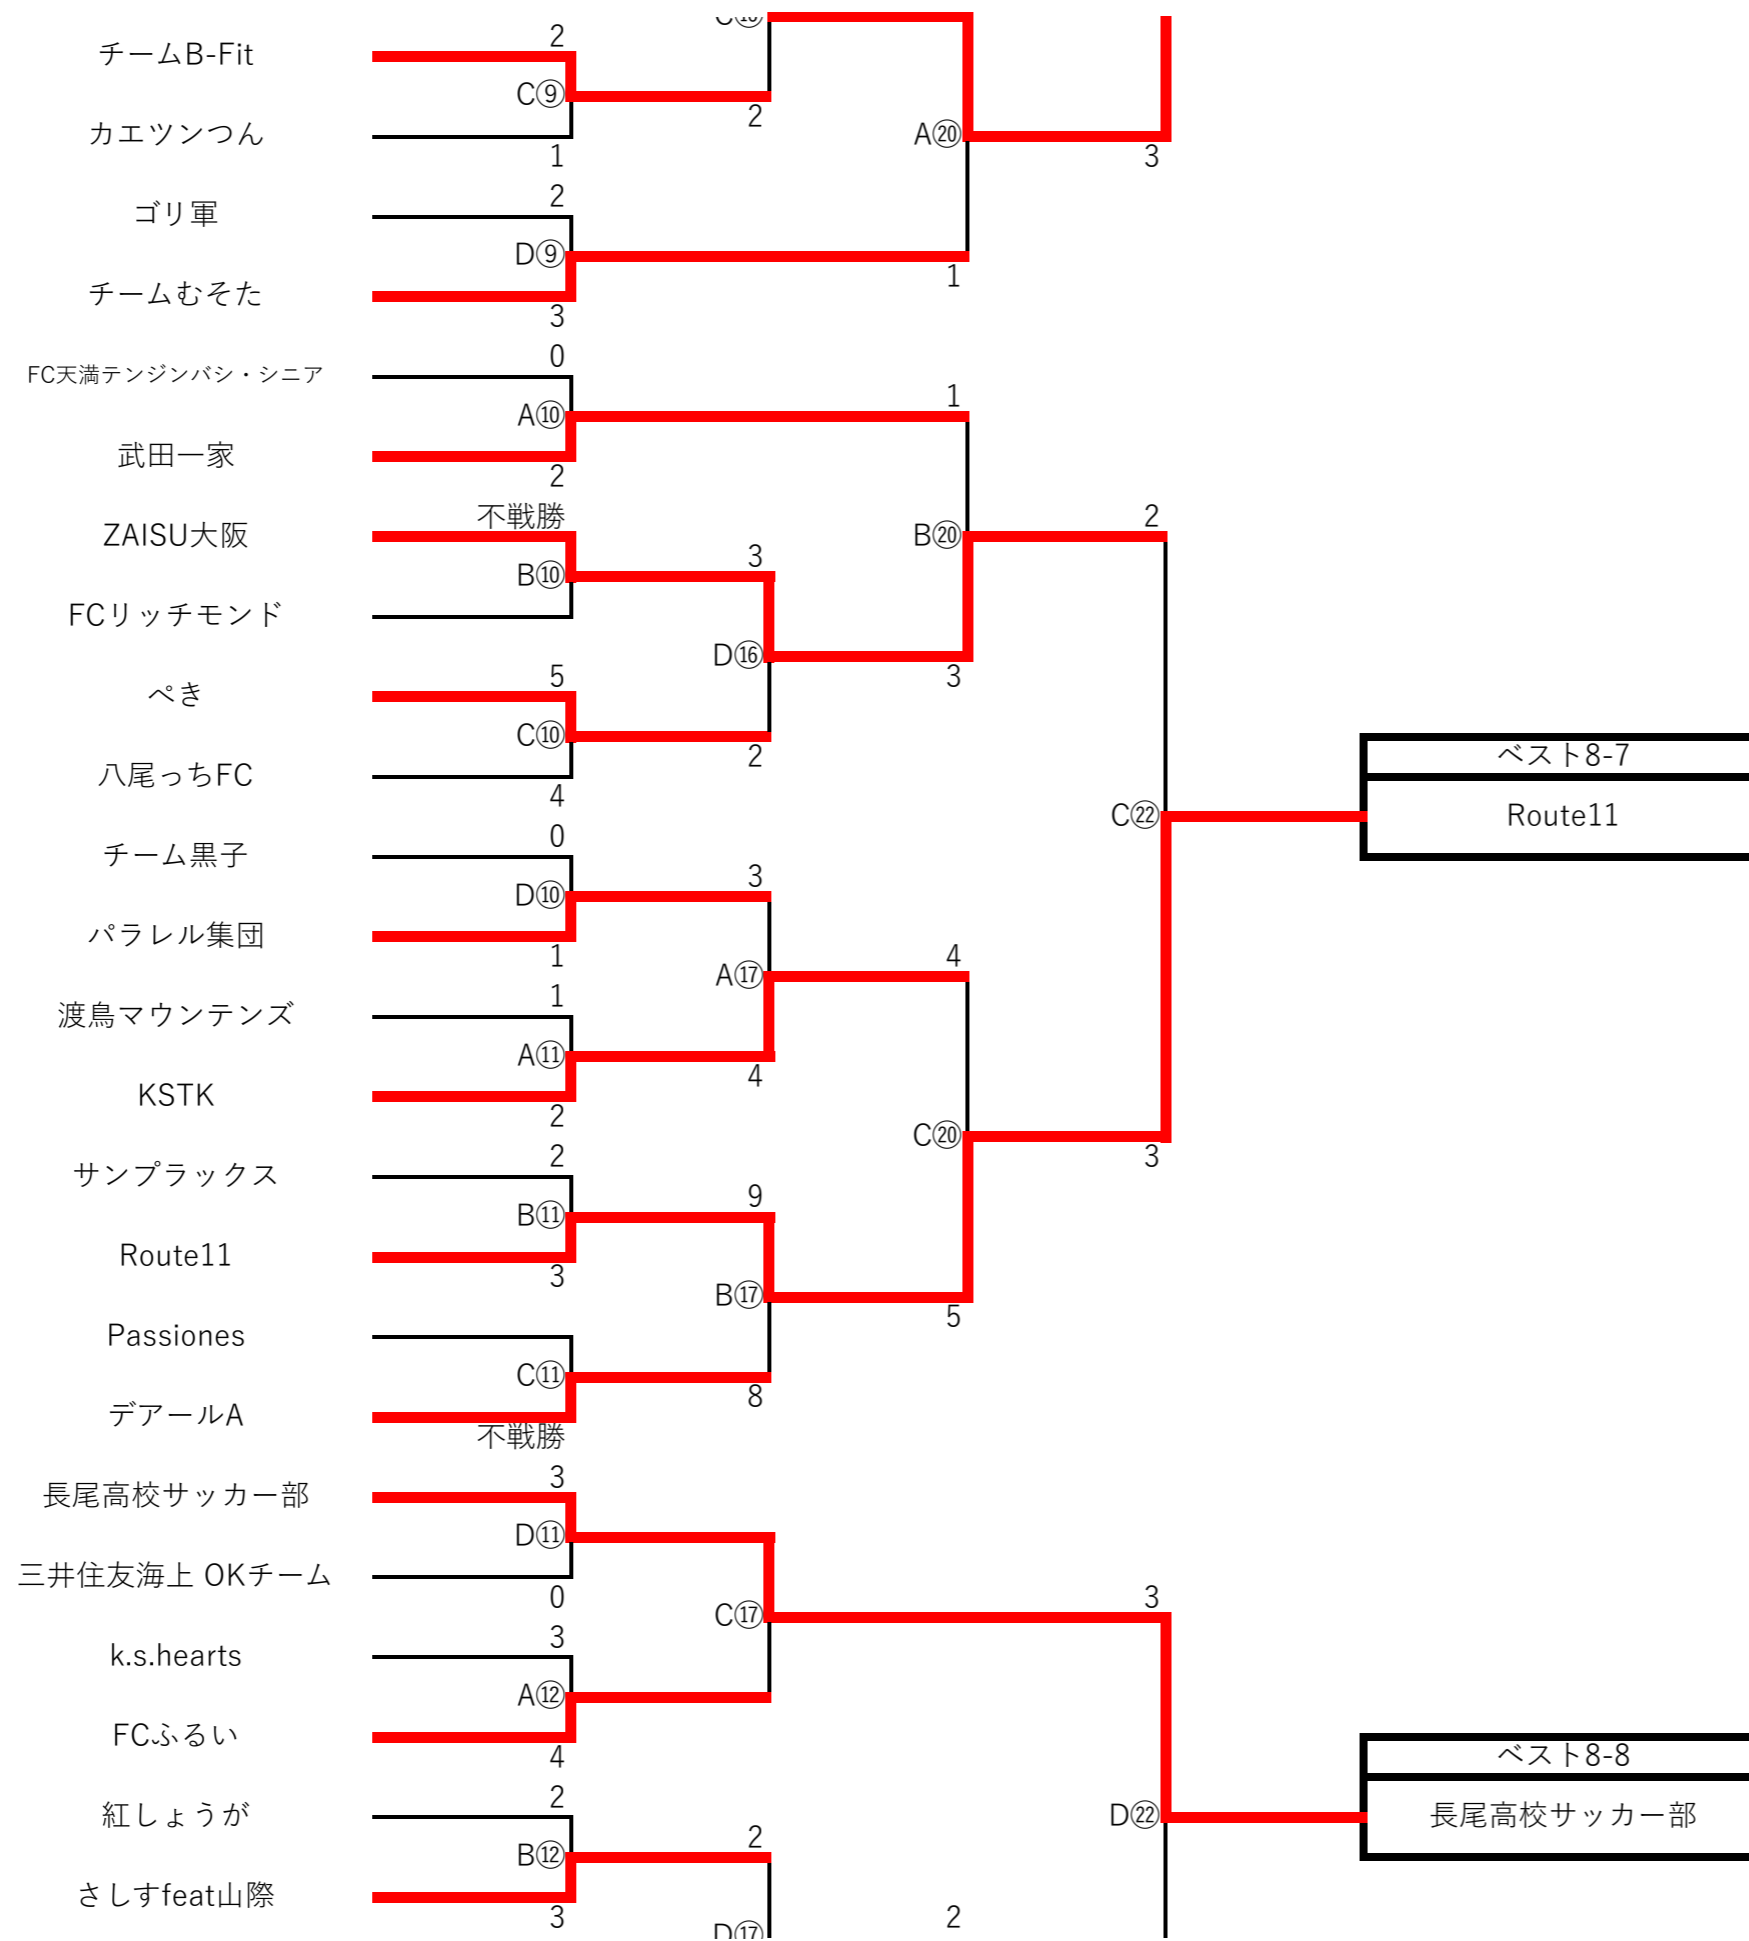 チームB-Fit
2
C⑨
カエツンつん
1
2
A⑳
3
ゴリ軍
2
D⑨
チームむそた
3
1
FC天満テンジンバシ・シニア
0
A⑩
1
武田一家
2
ZAISU大阪
不戦勝
B⑩
3
B⑳
2
FCリッチモンド
D⑯
3
ぺき
5
C⑩
2
八尾っちFC
4
ベスト8-7
C㉒
Route11
チーム黒子
0
D⑩
3
パラレル集団
1
A⑰
4
渡鳥マウンテンズ
1
A⑪
4
KSTK
2
C⑳
3
サンプラックス
2
B⑪
9
Route11
3
B⑰
5
Passiones
C⑪
8
デアールA
不戦勝
長尾高校サッカー部
3
D⑪
三井住友海上 OKチーム
0
C⑰
3
k.s.hearts
3
A⑫
FCふるい
4
ベスト8-8
D㉒
長尾高校サッカー部
紅しょうが
2
B⑫
2
さしすfeat山際
3
D⑰
2